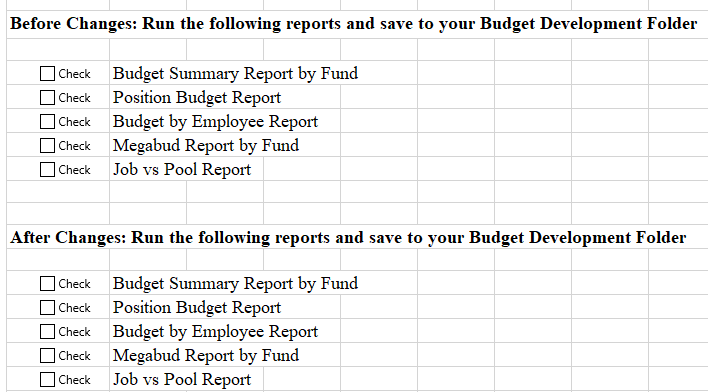 Before Changes: Run the following reports and save to your Budget Development Folder
Check Budget Summary Report by Fund
Check Position Budget Report
Check Budget by Employee Report
Check Megabud Report by Fund
Check Job vs Pool Report
After Changes: Run the following reports and save to your Budget Development Folder
Check Budget Summary Report by Fund
Check Position Budget Report
Check Budget by Employee Report
Check Megabud Report by Fund
Check Job vs Pool Report